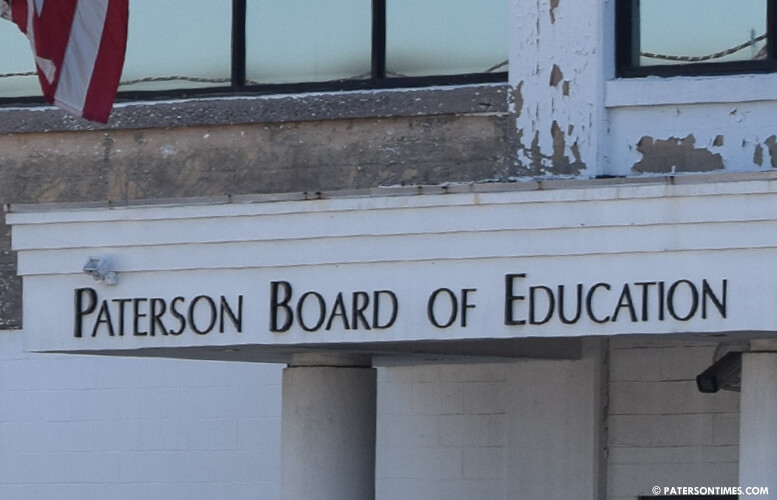 PATERSON BOARD OF EDUCATION
© PATERSONTIMES.COM